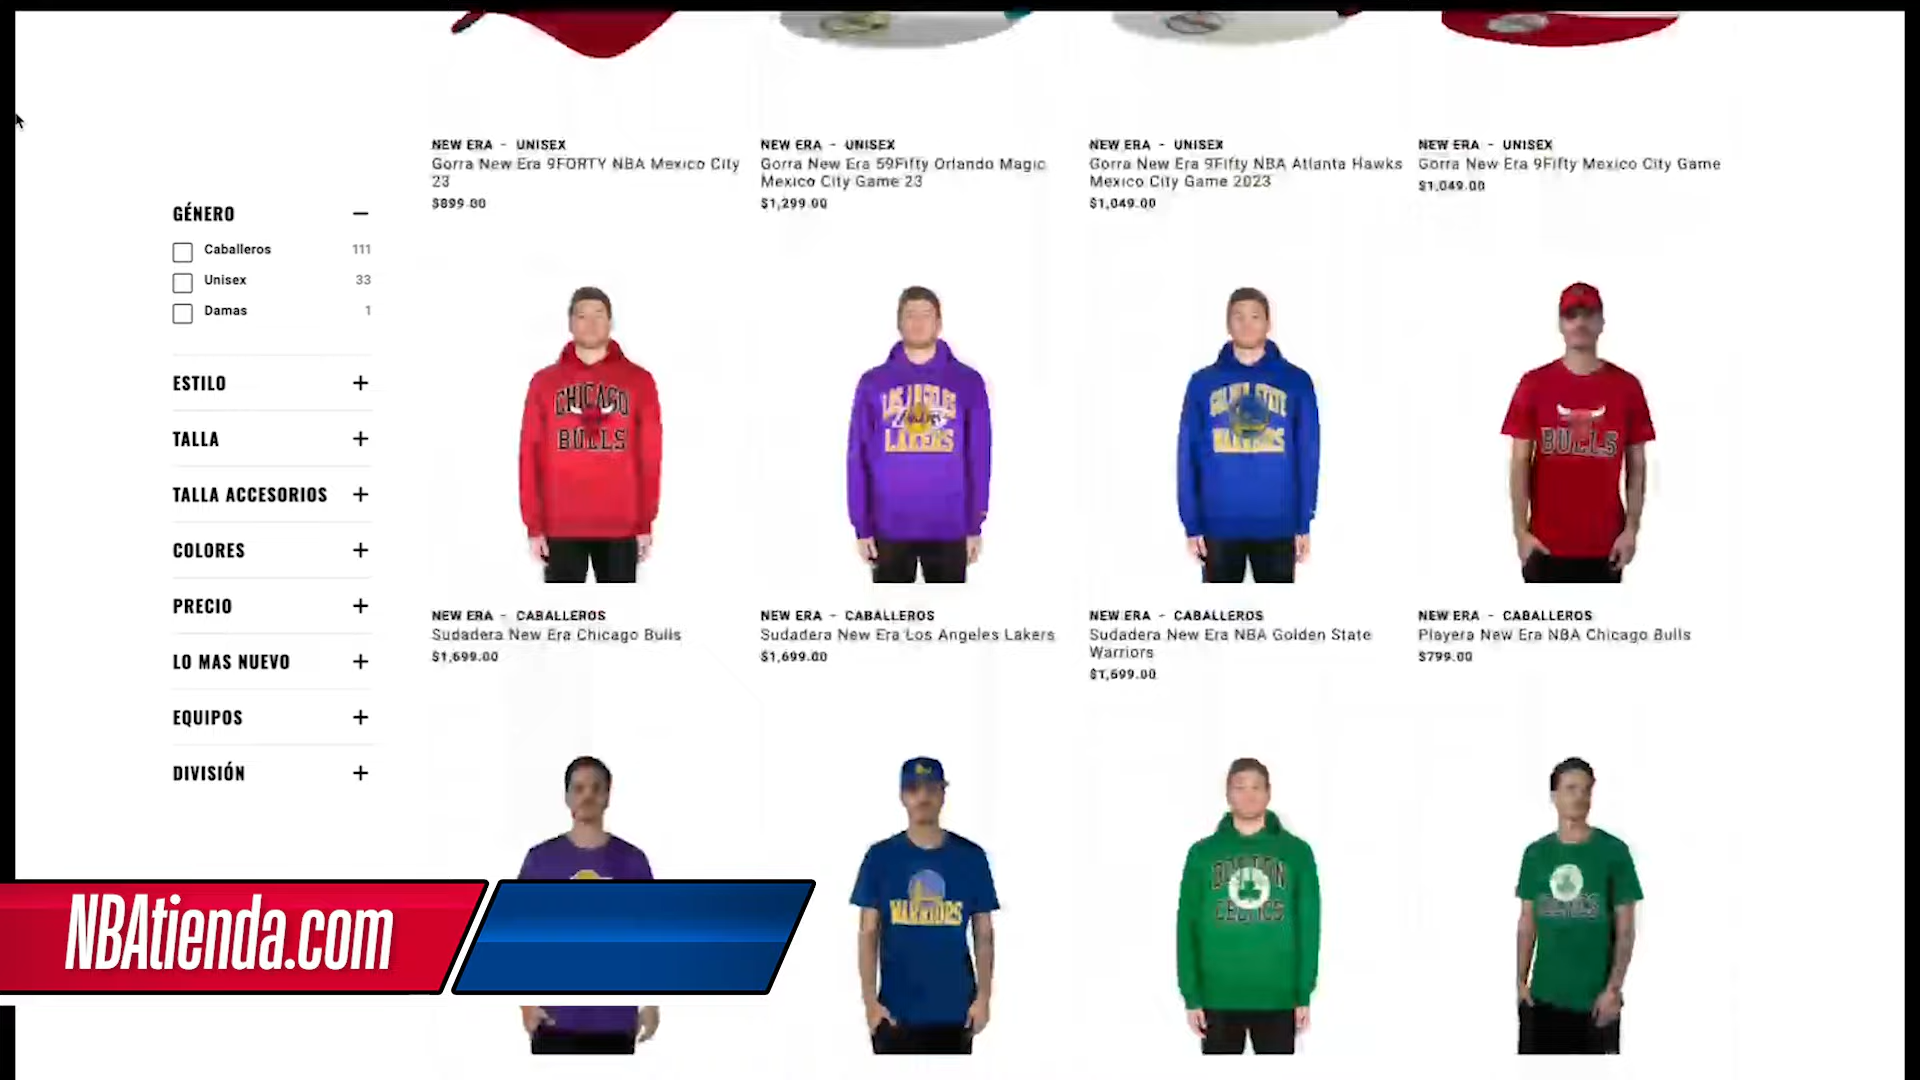 NEW ERA - UNISEX
Gorra New Era 9FORTY NBA Mexico City
23
$899.00
NEW ERA - UNISEX
Gorra New Era 59Fifty Orlando Magic
Mexico City Game 23
$1,299.00
NEW ERA - UNISEX
Gorra New Era 9Fifty NBA Atlanta Hawks
Mexico City Game 2023
$1,049.00
NEW ERA - UNISEX
Gorra New Era 9Fifty Mexico City Game
$1,049.00
GÉNERO
Caballeros 111
Unisex 33
Damas 1
ESTILO
TALLA
TALLA ACCESORIOS
COLORES
PRECIO
LO MAS NUEVO
EQUIPOS
DIVISIÓN
CHICAGO
BULLS
LOS ANGELES
LAKERS
GOLDEN STATE
WARRIORS
BULLS
NEW ERA - CABALLEROS
Sudadera New Era Chicago Bulls
$1,699.00
NEW ERA - CABALLEROS
Sudadera New Era Los Angeles Lakers
$1,699.00
NEW ERA - CABALLEROS
Sudadera New Era NBA Golden State
Warriors
$1,699.00
NEW ERA - CABALLEROS
Playera New Era NBA Chicago Bulls
$799.00
WARRIORS
BOSTON
CELTICS
CELTICS
NBAtienda.com